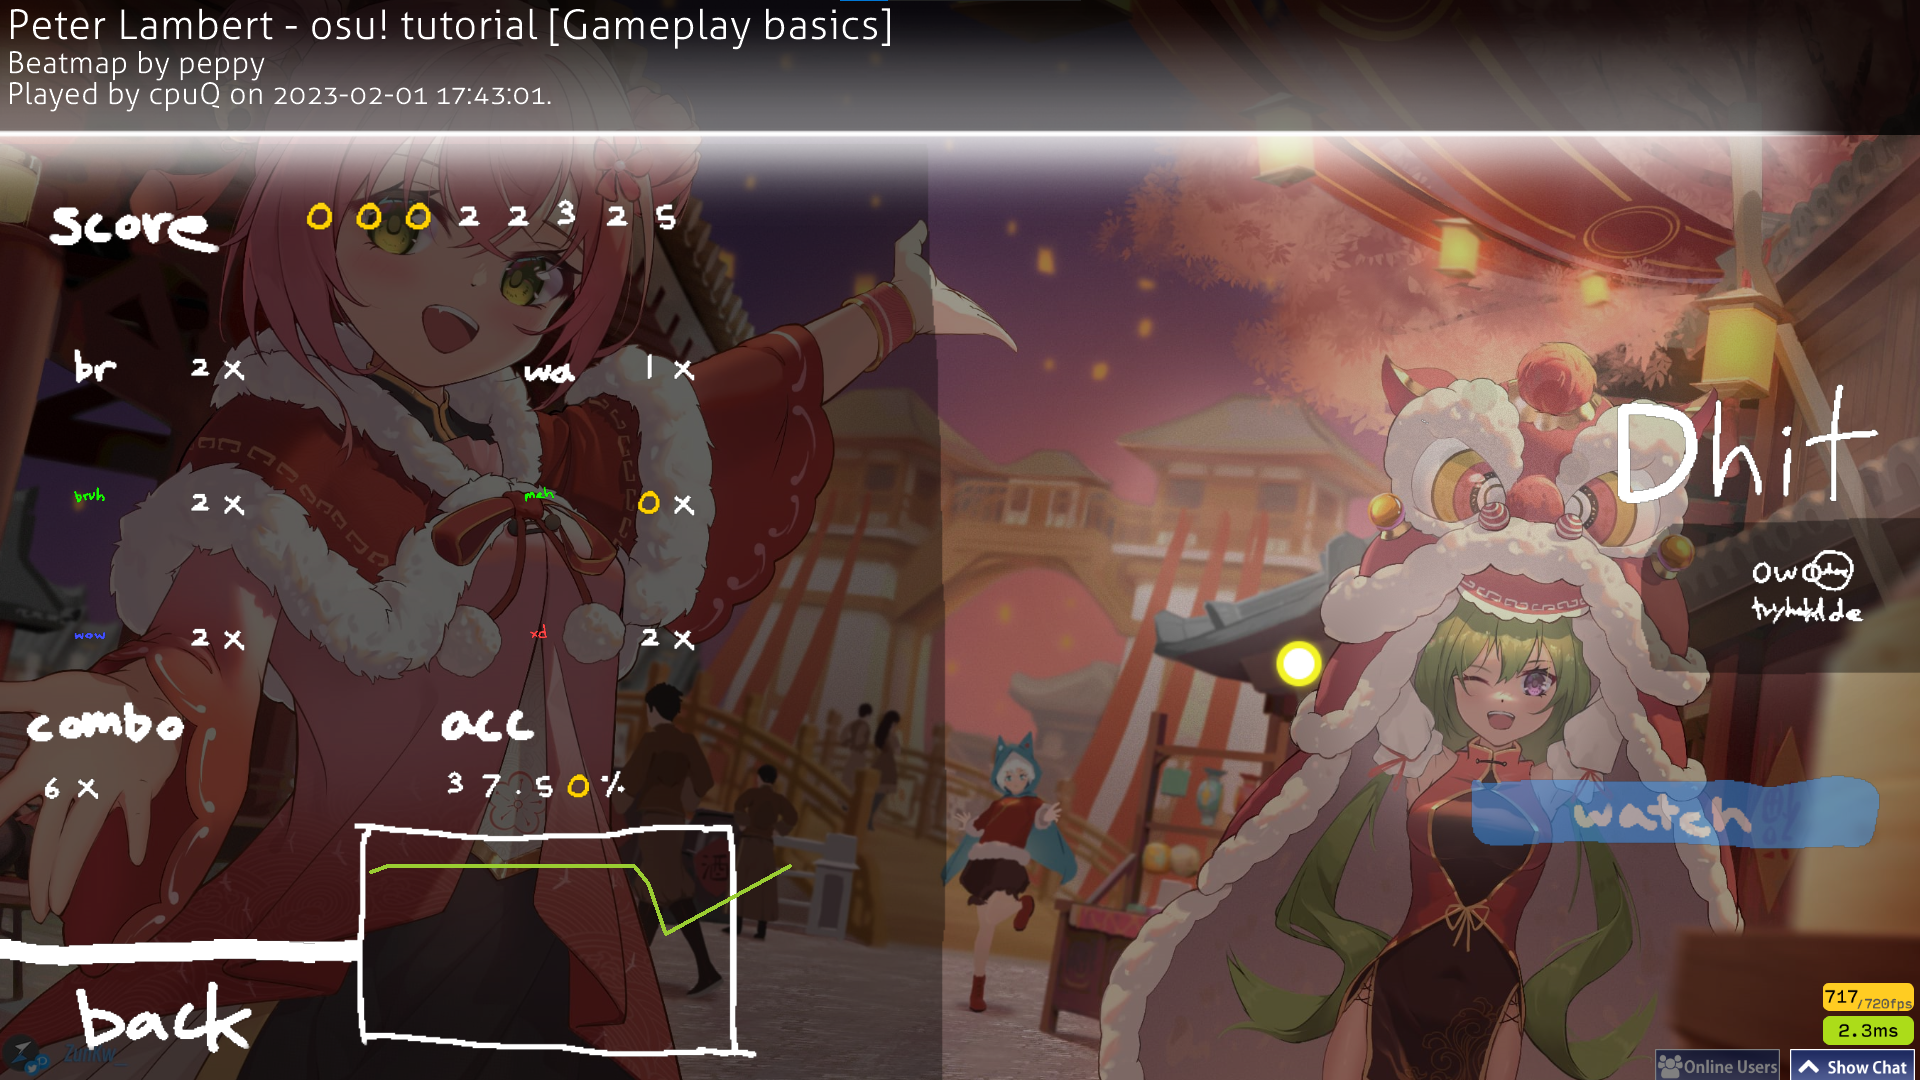 Peter Lambert - osu! tutorial [Gameplay basics]
Beatmap by peppy
Played by cpuQ on 2023-02-01 17:43:01.
score 00022325
br 2x wa 1x
Dhit
bruh 2x meh 0x
wow 2x xd 2x
combo acc
6x 37.50%
watch
back
717/720fps
2.3ms
Online Users Show Chat